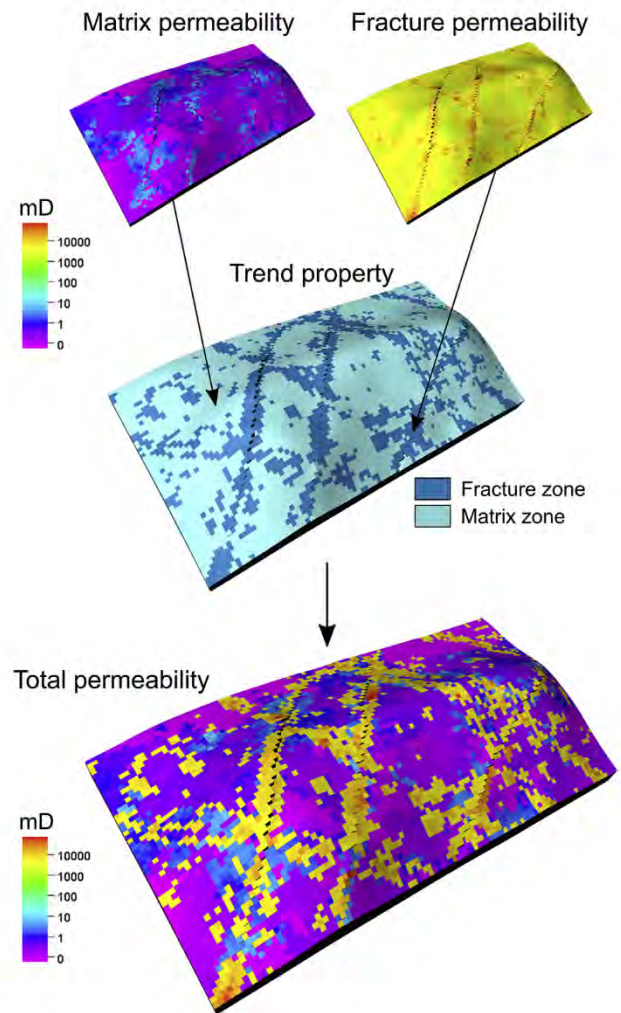 Matrix permeability
Fracture permeability
mD
10000
1000
100
10
1
0
Trend property
Fracture zone
Matrix zone
Total permeability
mD
10000
1000
100
10
1
0